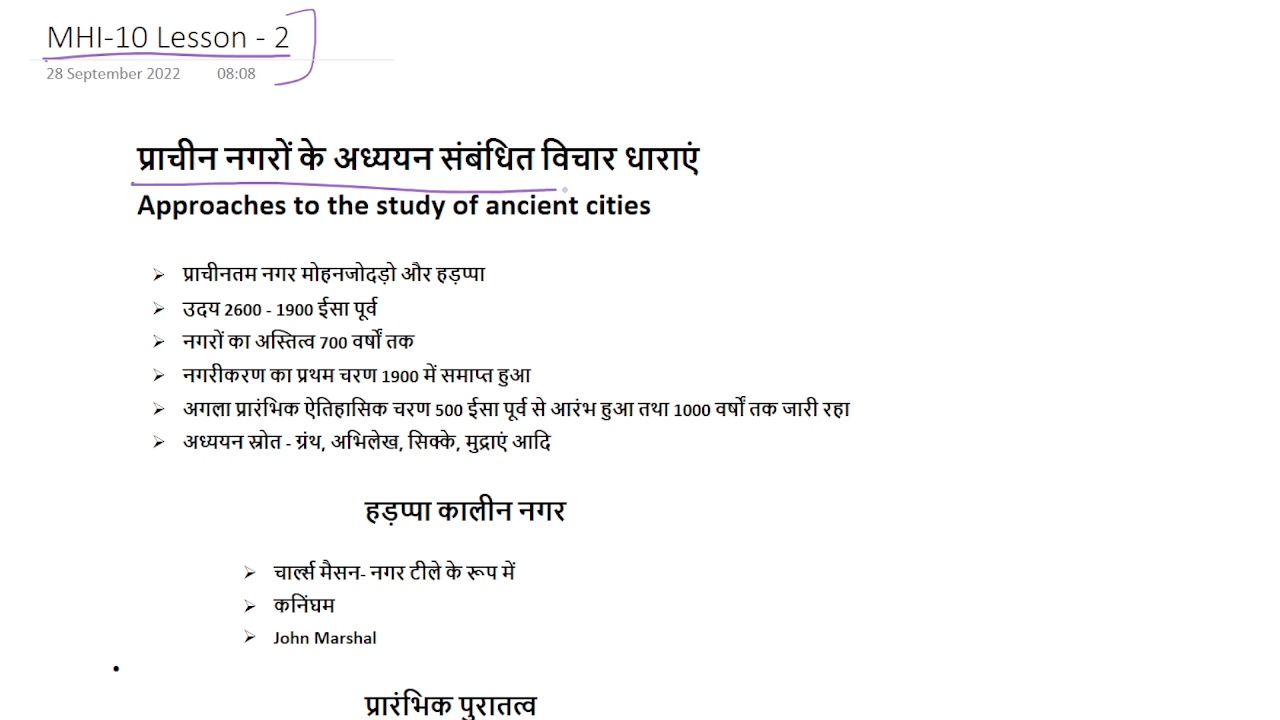 MHI-10 Lesson - 2
28 September 2022 08:08
प्राचीन नगरों के अध्ययन संबंधित विचार धाराएं
Approaches to the study of ancient cities
➢ प्राचीनतम नगर मोहनजोदड़ो और हड़प्पा
➢ उदय 2600 - 1900 ईसा पूर्व
➢ नगरों का अस्तित्व 700 वर्षों तक
➢ नगरीकरण का प्रथम चरण 1900 में समाप्त हुआ
➢ अगला प्रारंभिक ऐतिहासिक चरण 500 ईसा पूर्व से आरंभ हुआ तथा 1000 वर्षों तक जारी रहा
➢ अध्ययन स्रोत - ग्रंथ, अभिलेख, सिक्के, मुद्राएं आदि
हड़प्पा कालीन नगर
➢ चार्ल्स मैसन- नगर टीले के रूप में
➢ कनिंघम
➢ John Marshal
•
प्रारंभिक पुरातत्व